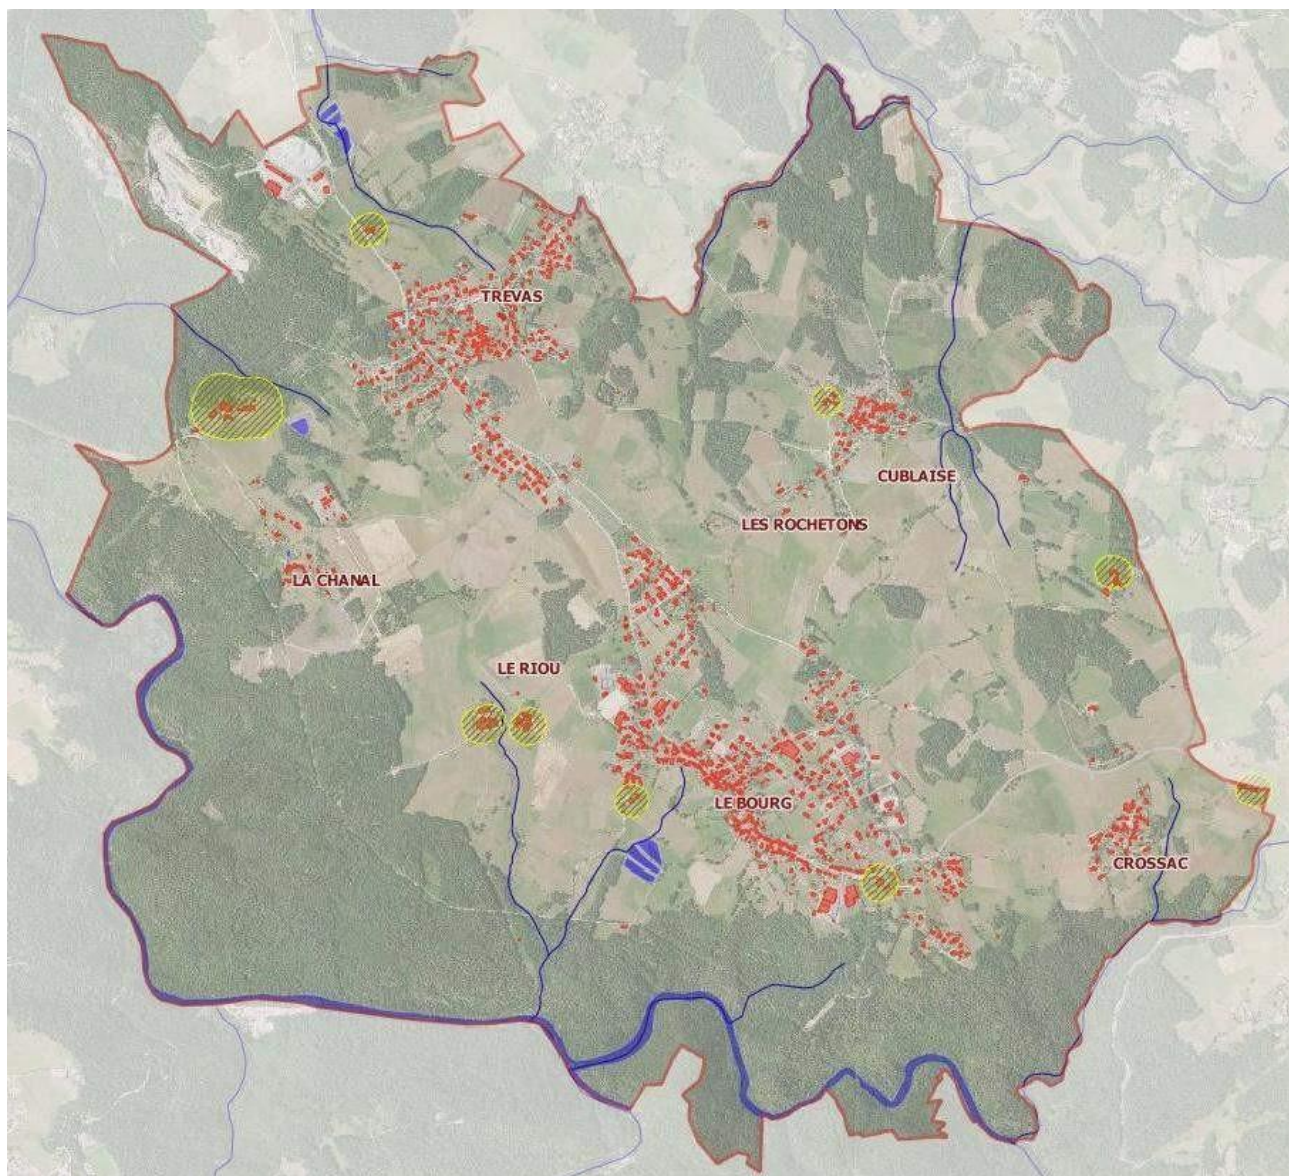 TREVAS
CUBLAISE
LES ROCHETONS
LA CHANAL
LE RIOU
LE BOURG
CROSSAC